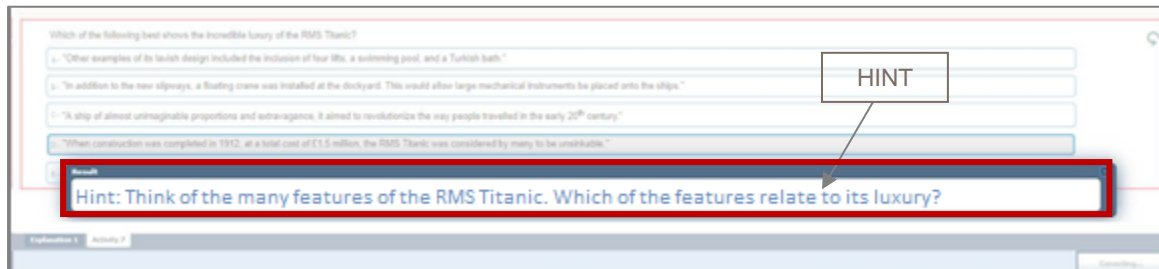 Which of the following best shows the incredible luxury of the RMS Titanic?
"Other examples of its lavish design included the inclusion of four lifts, a swimming pool, and a Turkish bath."
"In addition to the new slipways, a floating crane was installed at the dockyard. This would allow large mechanical instruments be placed onto the ships."
HINT
"A ship of almost unimaginable proportions and extravagance, it aimed to revolutionize the way people travelled in the early 20th century."
"When construction was completed in 1912, at a total cost of £1.5 million, the RMS Titanic was considered by many to be unsinkable."
Result
Hint: Think of the many features of the RMS Titanic. Which of the features relate to its luxury?
Explanation 1 Activity 7
Correcting...